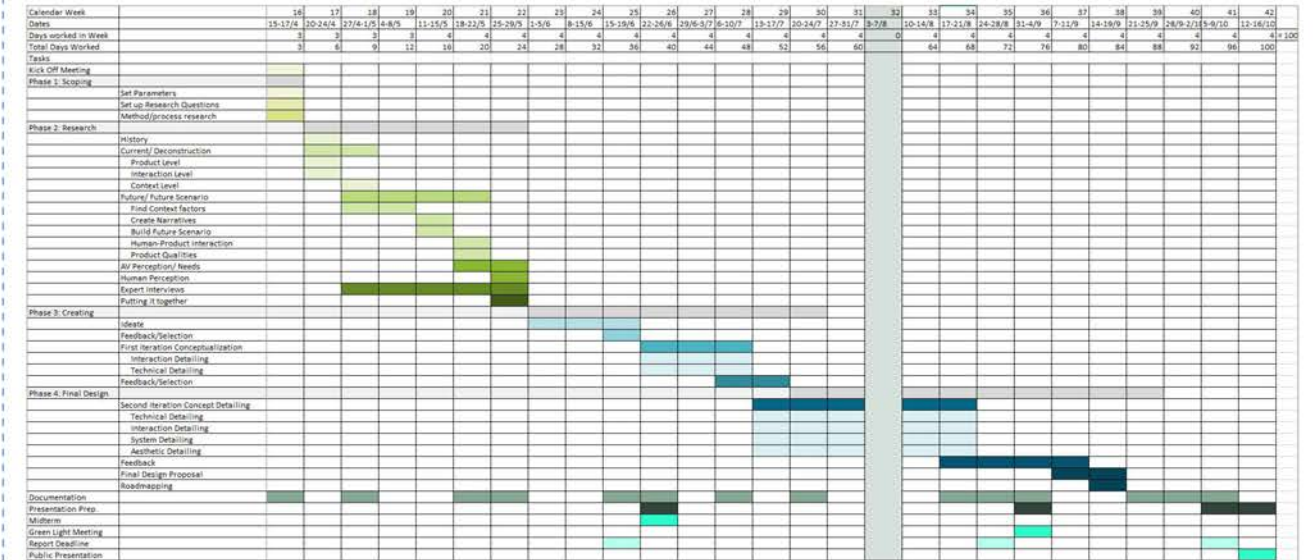 Calendar Week 16 17 18 19 20 21 22 23 24 25 26 27 28 29 30 31 32 33 34 35 36 37 38 39 40 41 42
Dates 15-17/4 20-24/4 27/4-1/5 4-8/5 11-15/5 18-22/5 25-29/5 1-5/6 8-15/6 15-19/6 22-26/6 29/6-3/7 6-10/7 13-17/7 20-24/7 27-31/7 3-7/8 10-14/8 17-21/8 24-28/8 31-4/9 7-11/9 14-19/9 21-25/9 28/9-2/1 5-9/10 12-16/10
Days worked in Week 3 3 3 3 4 4 4 4 4 4 4 4 4 4 4 4 0 4 4 4 4 4 4 4 4 4 4 = 100
Total Days Worked 3 6 9 12 16 20 24 28 32 36 40 44 48 52 56 60 64 68 72 76 80 84 88 92 96 100
Tasks
Kick Off Meeting
Phase 1: Scoping
Set Parameters
Set up Research Questions
Method/process research
Phase 2: Research
History
Current/ Deconstruction
Product Level
Interaction Level
Context Level
Future/ Future Scenario
Find Context factors
Create Narratives
Build Future Scenario
Human-Product interaction
Product Qualities
AV Perception/ Needs
Human Perception
Expert Interviews
Putting it together
Phase 3: Creating
Ideate
Feedback/Selection
First Iteration Conceptualization
Interaction Detailing
Technical Detailing
Feedback/Selection
Phase 4: Final Design
Second Iteration Concept Detailing
Technical Detailing
Interaction Detailing
System Detailing
Aesthetic Detailing
Feedback
Final Design Proposal
Roadmapping
Documentation
Presentation Prep.
Midterm
Green Light Meeting
Report Deadline
Public Presentation